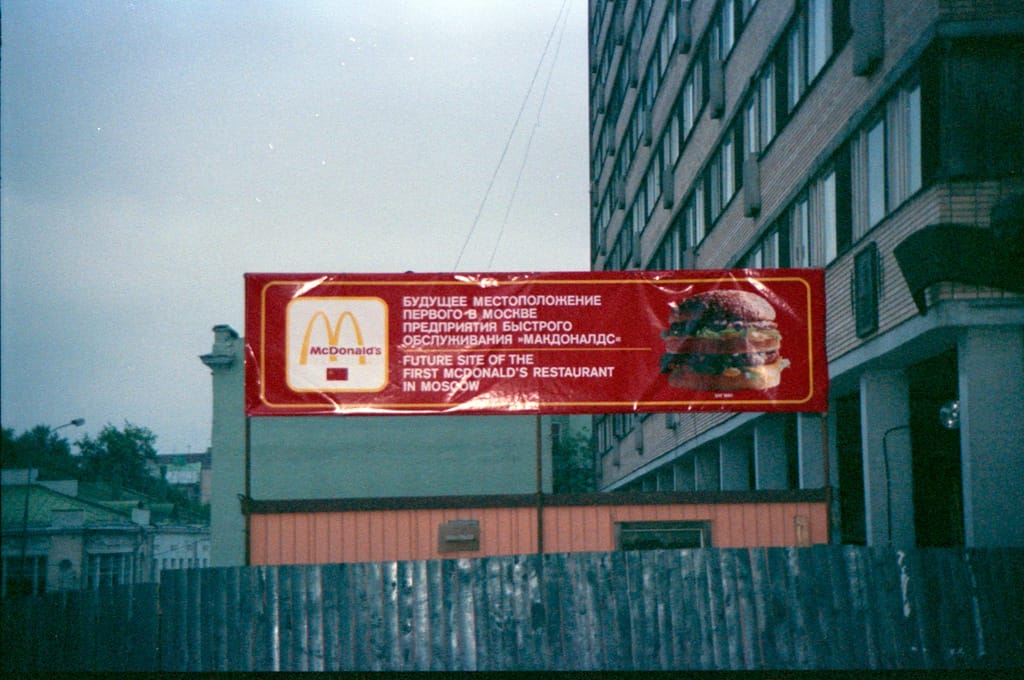 McDonald's
БУДУЩЕЕ МЕСТОПОЛОЖЕНИЕ
ПЕРВОГО В МОСКВЕ
ПРЕДПРИЯТИЯ БЫСТРОГО
ОБСЛУЖИВАНИЯ »МАКДОНАЛДС«
FUTURE SITE OF THE
FIRST MCDONALD'S RESTAURANT
IN MOSCOW